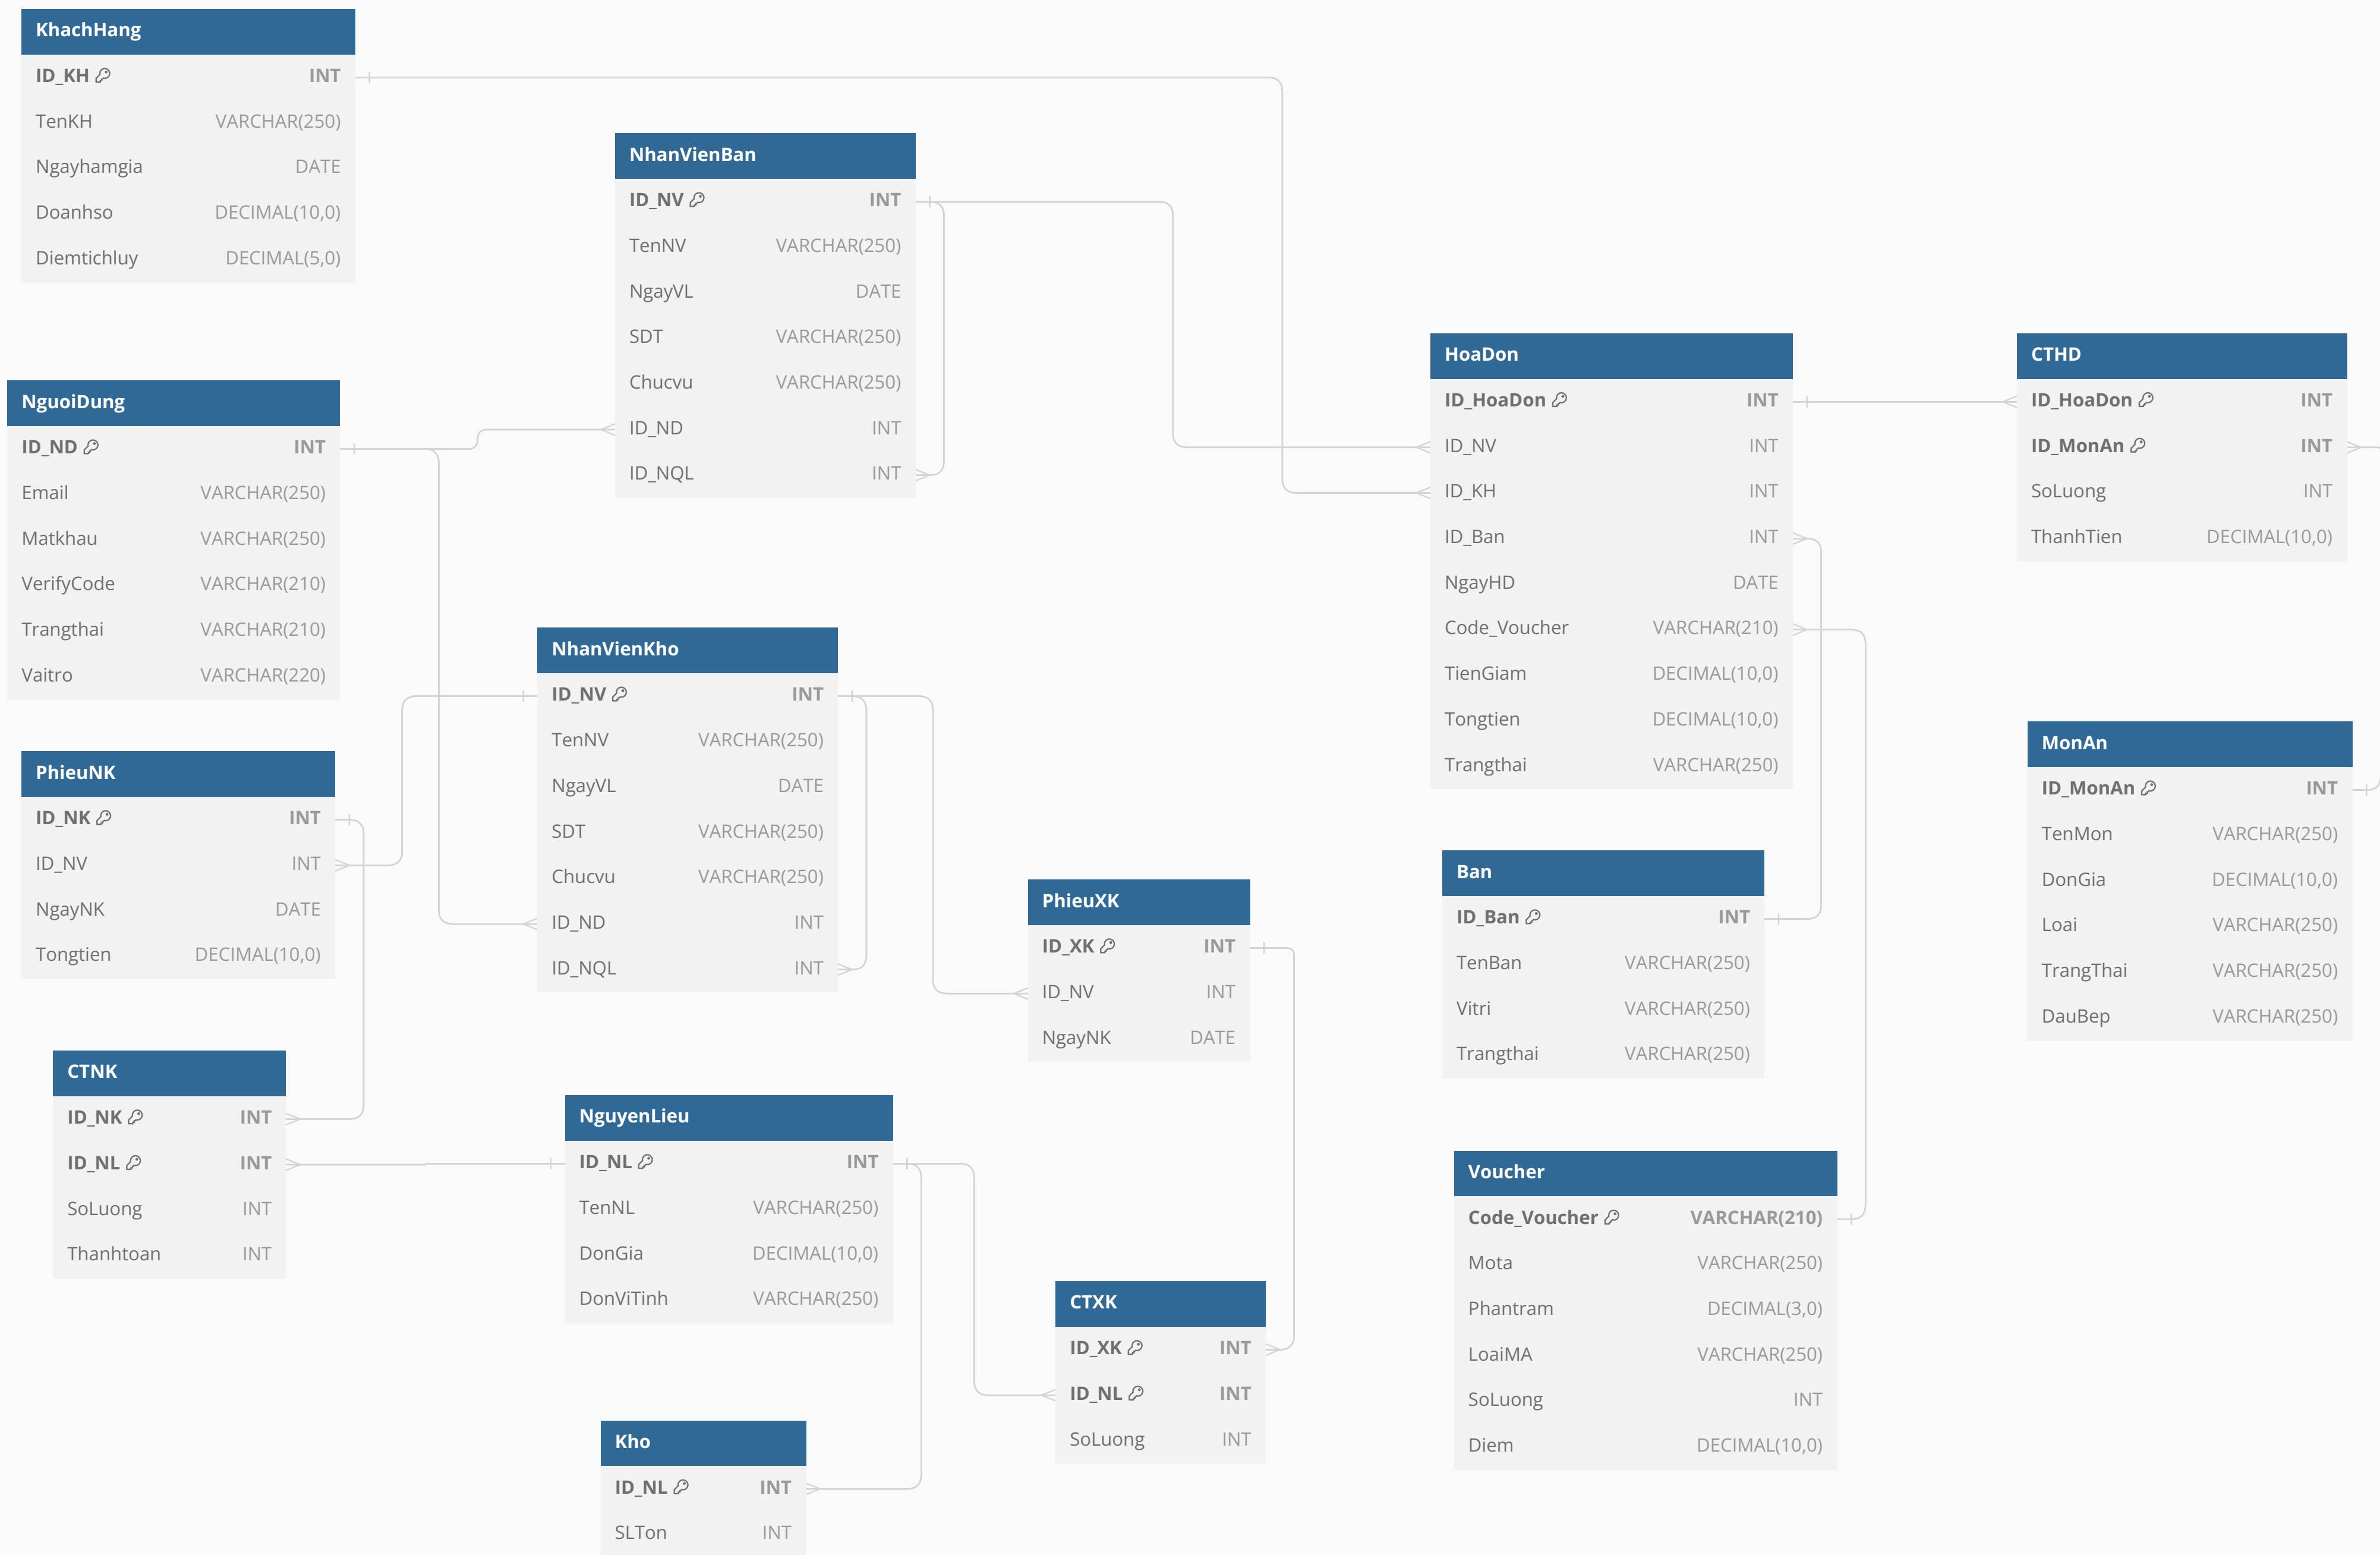 KhachHang
ID_KH INT
TenKH VARCHAR(250)
Ngayhamgia DATE
Doanhso DECIMAL(10,0)
Diemtichluy DECIMAL(5,0)
NhanVienBan
ID_NV INT
TenNV VARCHAR(250)
NgayVL DATE
SDT VARCHAR(250)
Chucvu VARCHAR(250)
ID_ND INT
ID_NQL INT
HoaDon
ID_HoaDon INT
ID_NV INT
ID_KH INT
ID_Ban INT
NgayHD DATE
Code_Voucher VARCHAR(210)
TienGiam DECIMAL(10,0)
Tongtien DECIMAL(10,0)
Trangthai VARCHAR(250)
CTHD
ID_HoaDon INT
ID_MonAn INT
SoLuong INT
ThanhTien DECIMAL(10,0)
NguoiDung
ID_ND INT
Email VARCHAR(250)
Matkhau VARCHAR(250)
VerifyCode VARCHAR(210)
Trangthai VARCHAR(210)
Vaitro VARCHAR(220)
NhanVienKho
ID_NV INT
TenNV VARCHAR(250)
NgayVL DATE
SDT VARCHAR(250)
Chucvu VARCHAR(250)
ID_ND INT
ID_NQL INT
MonAn
ID_MonAn INT
TenMon VARCHAR(250)
DonGia DECIMAL(10,0)
Loai VARCHAR(250)
TrangThai VARCHAR(250)
DauBep VARCHAR(250)
PhieuNK
ID_NK INT
ID_NV INT
NgayNK DATE
Tongtien DECIMAL(10,0)
PhieuXK
ID_XK INT
ID_NV INT
NgayNK DATE
Ban
ID_Ban INT
TenBan VARCHAR(250)
Vitri VARCHAR(250)
Trangthai VARCHAR(250)
CTNK
ID_NK INT
ID_NL INT
SoLuong INT
Thanhtoan INT
NguyenLieu
ID_NL INT
TenNL VARCHAR(250)
DonGia DECIMAL(10,0)
DonViTinh VARCHAR(250)
Voucher
Code_Voucher VARCHAR(210)
Mota VARCHAR(250)
Phantram DECIMAL(3,0)
LoaiMA VARCHAR(250)
SoLuong INT
Diem DECIMAL(10,0)
CTXK
ID_XK INT
ID_NL INT
SoLuong INT
Kho
ID_NL INT
SLTon INT